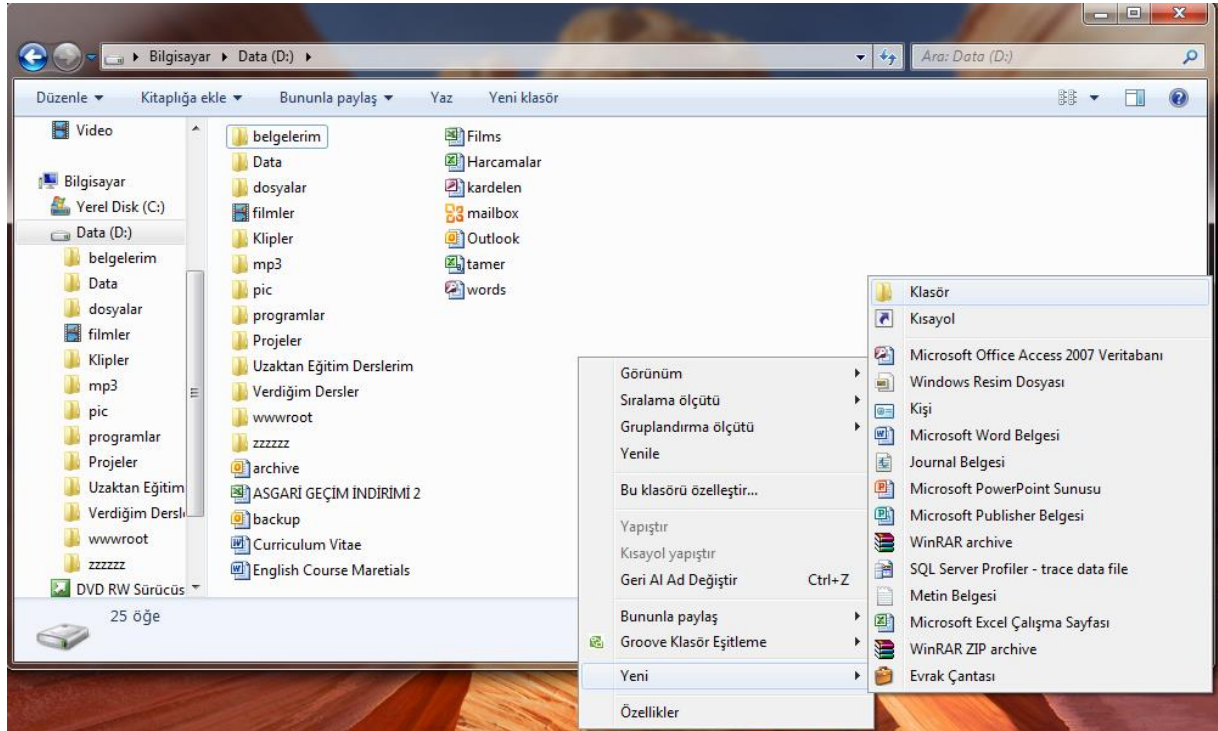 Bilgisayar Data (D:)
Ara: Data (D:)
Düzenle Kitaplığa ekle Bununla paylaş Yaz Yeni klasör
Video
Bilgisayar
Yerel Disk (C:)
Data (D:)
belgelerim
Data
dosyalar
filmler
Klipler
mp3
pic
programlar
Projeler
Uzaktan Eğitim
Verdiğim Dersl
wwwroot
zzzzzz
DVD RW Sürücüs
belgelerim
Data
dosyalar
filmler
Klipler
mp3
pic
programlar
Projeler
Uzaktan Eğitim Derslerim
Verdiğim Dersler
wwwroot
zzzzzz
archive
ASGARİ GEÇİM İNDİRİMİ 2
backup
Curriculum Vitae
English Course Maretials
Films
Harcamalar
kardelen
mailbox
Outlook
tamer
words
25 öğe
Görünüm
Sıralama ölçütü
Gruplandırma ölçütü
Yenile
Bu klasörü özelleştir...
Yapıştır
Kısayol yapıştır
Geri Al Ad Değiştir Ctrl+Z
Bununla paylaş
Groove Klasör Eşitleme
Yeni
Özellikler
Klasör
Kısayol
Microsoft Office Access 2007 Veritabanı
Windows Resim Dosyası
Kişi
Microsoft Word Belgesi
Journal Belgesi
Microsoft PowerPoint Sunusu
Microsoft Publisher Belgesi
WinRAR archive
SQL Server Profiler - trace data file
Metin Belgesi
Microsoft Excel Çalışma Sayfası
WinRAR ZIP archive
Evrak Çantası